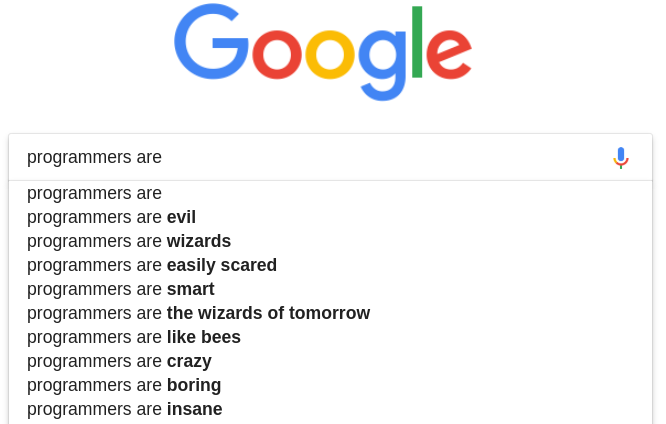 Google
programmers are
programmers are
programmers are evil
programmers are wizards
programmers are easily scared
programmers are smart
programmers are the wizards of tomorrow
programmers are like bees
programmers are crazy
programmers are boring
programmers are insane